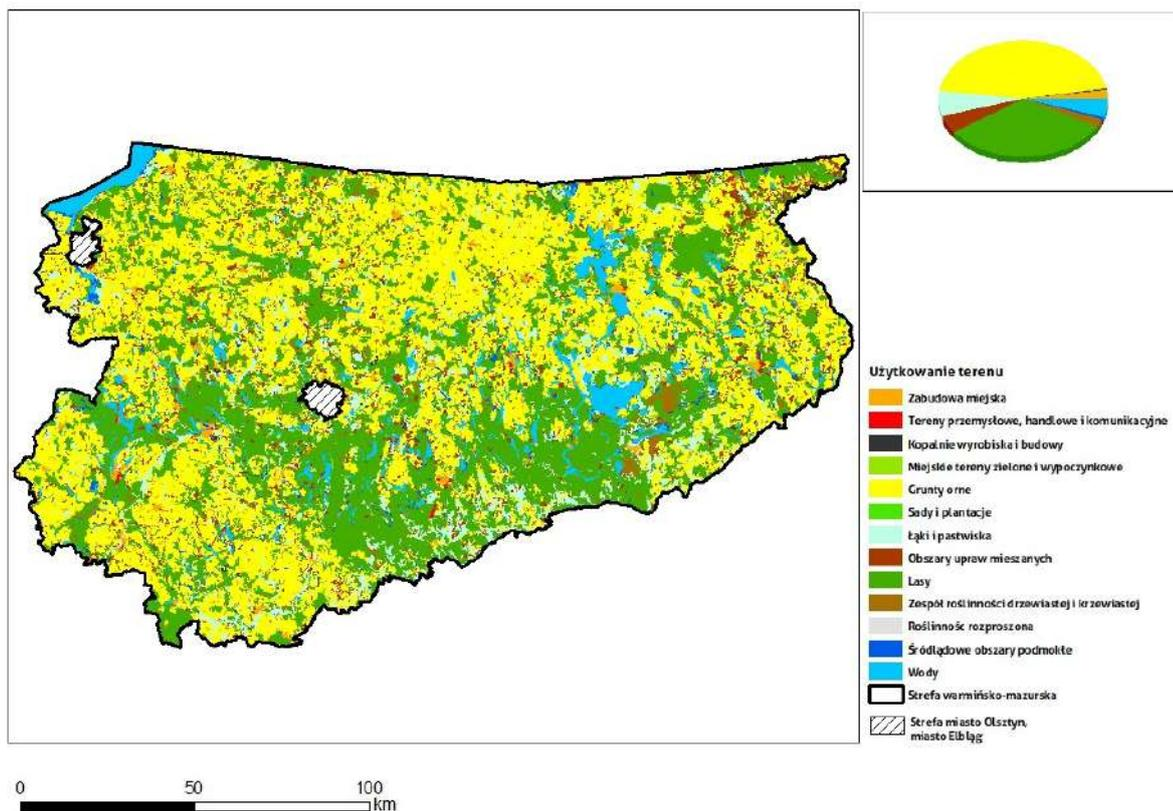 Użytkowanie terenu
Zabudowa miejska
Tereny przemysłowe, handlowe i komunikacyjne
Kopalnie wyrobiska i budowy
Miejskie tereny zielone i wypoczynkowe
Grunty orne
Sady i plantacje
Łąki i pastwiska
Obszary upraw mieszanych
Lasy
Zespół roślinności drzewiastej i krzewiastej
Roślinnośc rozproszona
Śródlądowe obszary podmokłe
Wody
Strefa warmińsko-mazurska
Strefa miasto Olsztyn,
miasto Elbląg
0 50 100
km